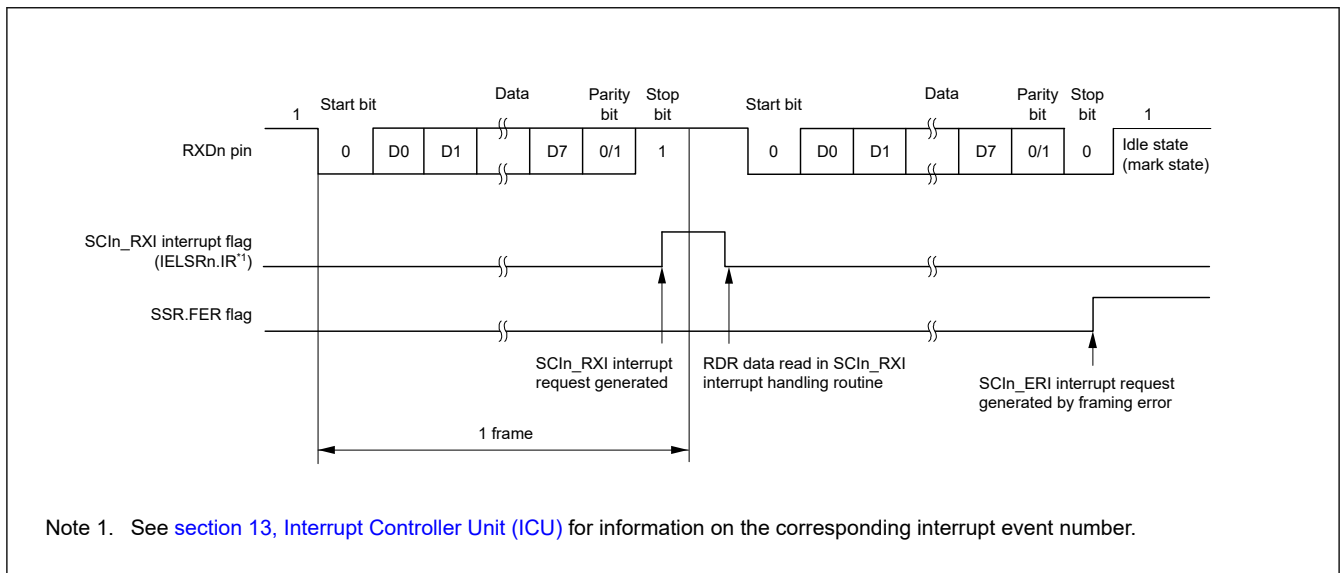 Start bit
Data
Parity bit
Stop bit
Start bit
Data
Parity bit
Stop bit
1
1
RXDn pin
0
D0
D1
D7
0/1
1
0
D0
D1
D7
0/1
0
Idle state
(mark state)
SCIn_RXI interrupt flag
(IELSRn.IR*1)
SSR.FER flag
SCIn_RXI interrupt
request generated
RDR data read in SCIn_RXI
interrupt handling routine
SCIn_ERI interrupt request
generated by framing error
1 frame
Note 1. See section 13, Interrupt Controller Unit (ICU) for information on the corresponding interrupt event number.